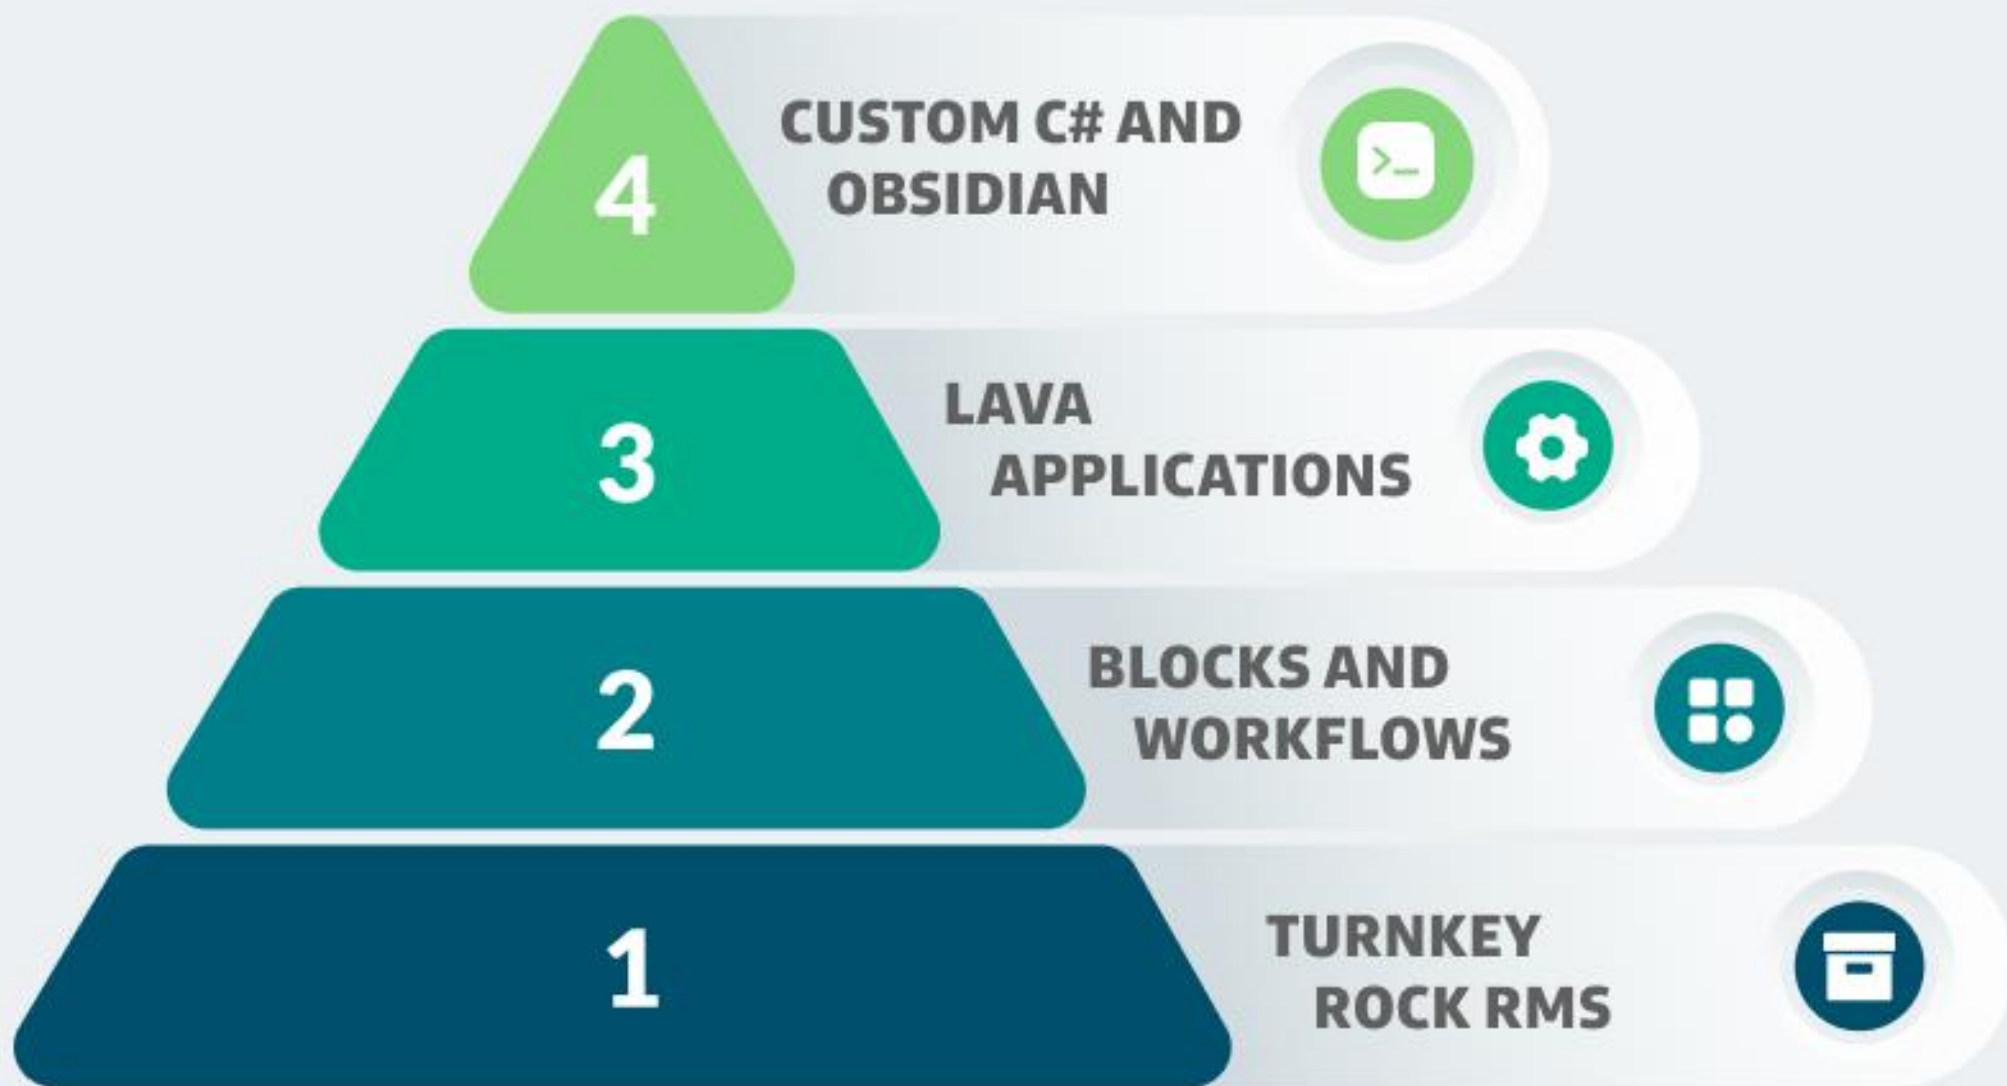 4
CUSTOM C# AND
OBSIDIAN
>_
3
LAVA
APPLICATIONS
2
BLOCKS AND
WORKFLOWS
1
TURNKEY
ROCK RMS